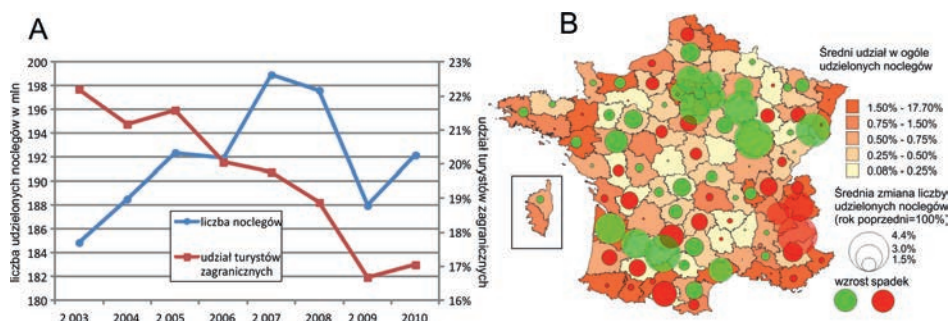 A
liczba udzielonych noclegów w mln
200
198
196
194
192
190
188
186
184
182
180
23%
22%
21%
20%
19%
18%
17%
16%
udział turystów zagranicznych
liczba noclegów
udział turystów
zagranicznych
2 003
2004
2 005
2006
2 007
2008
2 009
2010
B
Średni udział w ogóle
udzielonych noclegów
1.50% - 17.70%
0.75% - 1.50%
0.50% - 0.75%
0.25% - 0.50%
0.08% - 0.25%
Średnia zmiana liczby
udzielonych noclegów
(rok poprzedni=100%)
4.4%
3.0%
1.5%
wzrost spadek